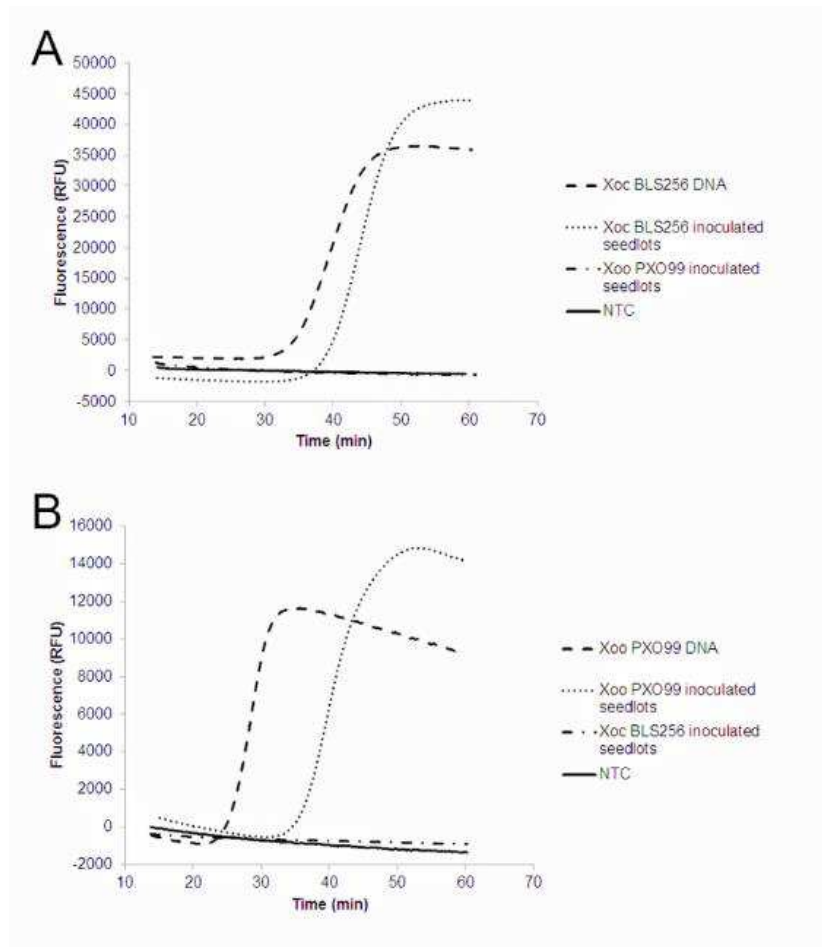 A
50000
45000
40000
35000
30000
25000
20000
15000
10000
5000
0
-5000
Fluorescence (RFU)
10 20 30 40 50 60 70
Time (min)
Xoc BLS256 DNA
Xoc BLS256 inoculated
seedlots
Xoo PXO99 inoculated
seedlots
NTC
B
16000
14000
12000
10000
8000
6000
4000
2000
0
-2000
Fluorescence (RFU)
10 20 30 40 50 60 70
Time (min)
Xoo PXO99 DNA
Xoo PXO99 inoculated
seedlots
Xoc BLS256 inoculated
seedlots
NTC